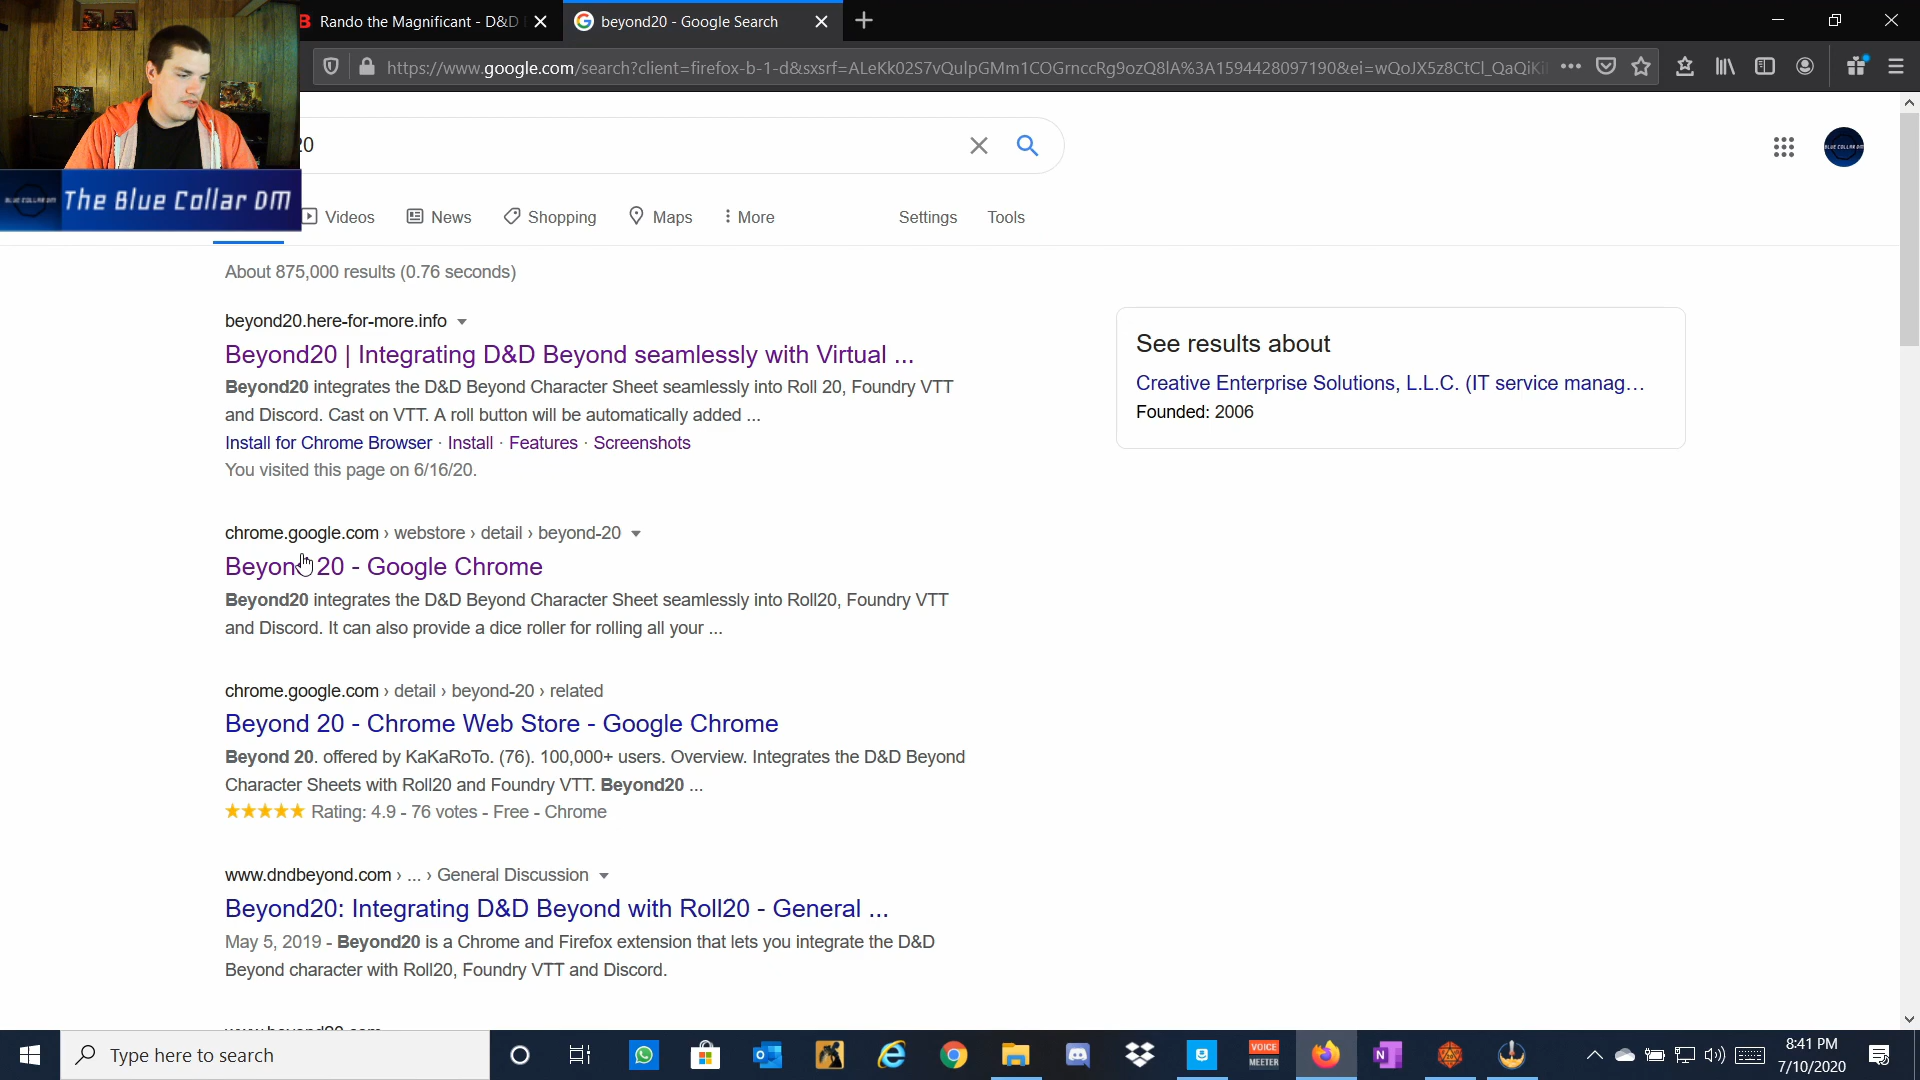 Rando the Magnificant - D&D
beyond20 - Google Search
https://www.google.com/search?client=firefox-b-1-d&sxsrf=ALeKk02S7vQulpGMm1COGrnccRg9ozQ8lA%3A1594428097190&ei=wQoJX5z8CtCl_QaQiKi
20
The Blue Collar DM
Videos News Shopping Maps More Settings Tools
About 875,000 results (0.76 seconds)
beyond20.here-for-more.info
Beyond20 | Integrating D&D Beyond seamlessly with Virtual ...
Beyond20 integrates the D&D Beyond Character Sheet seamlessly into Roll 20, Foundry VTT
and Discord. Cast on VTT. A roll button will be automatically added ...
Install for Chrome Browser · Install · Features · Screenshots
You visited this page on 6/16/20.
See results about
Creative Enterprise Solutions, L.L.C. (IT service manag...
Founded: 2006
chrome.google.com › webstore › detail › beyond-20
Beyond 20 - Google Chrome
Beyond20 integrates the D&D Beyond Character Sheet seamlessly into Roll20, Foundry VTT
and Discord. It can also provide a dice roller for rolling all your ...
chrome.google.com › detail › beyond-20 › related
Beyond 20 - Chrome Web Store - Google Chrome
Beyond 20. offered by KaKaRoTo. (76). 100,000+ users. Overview. Integrates the D&D Beyond
Character Sheets with Roll20 and Foundry VTT. Beyond20 ...
Rating: 4.9 - 76 votes - Free - Chrome
www.dndbeyond.com › ... › General Discussion
Beyond20: Integrating D&D Beyond with Roll20 - General ...
May 5, 2019 - Beyond20 is a Chrome and Firefox extension that lets you integrate the D&D
Beyond character with Roll20, Foundry VTT and Discord.
Type here to search
VOICE
MEETER
8:41 PM
7/10/2020